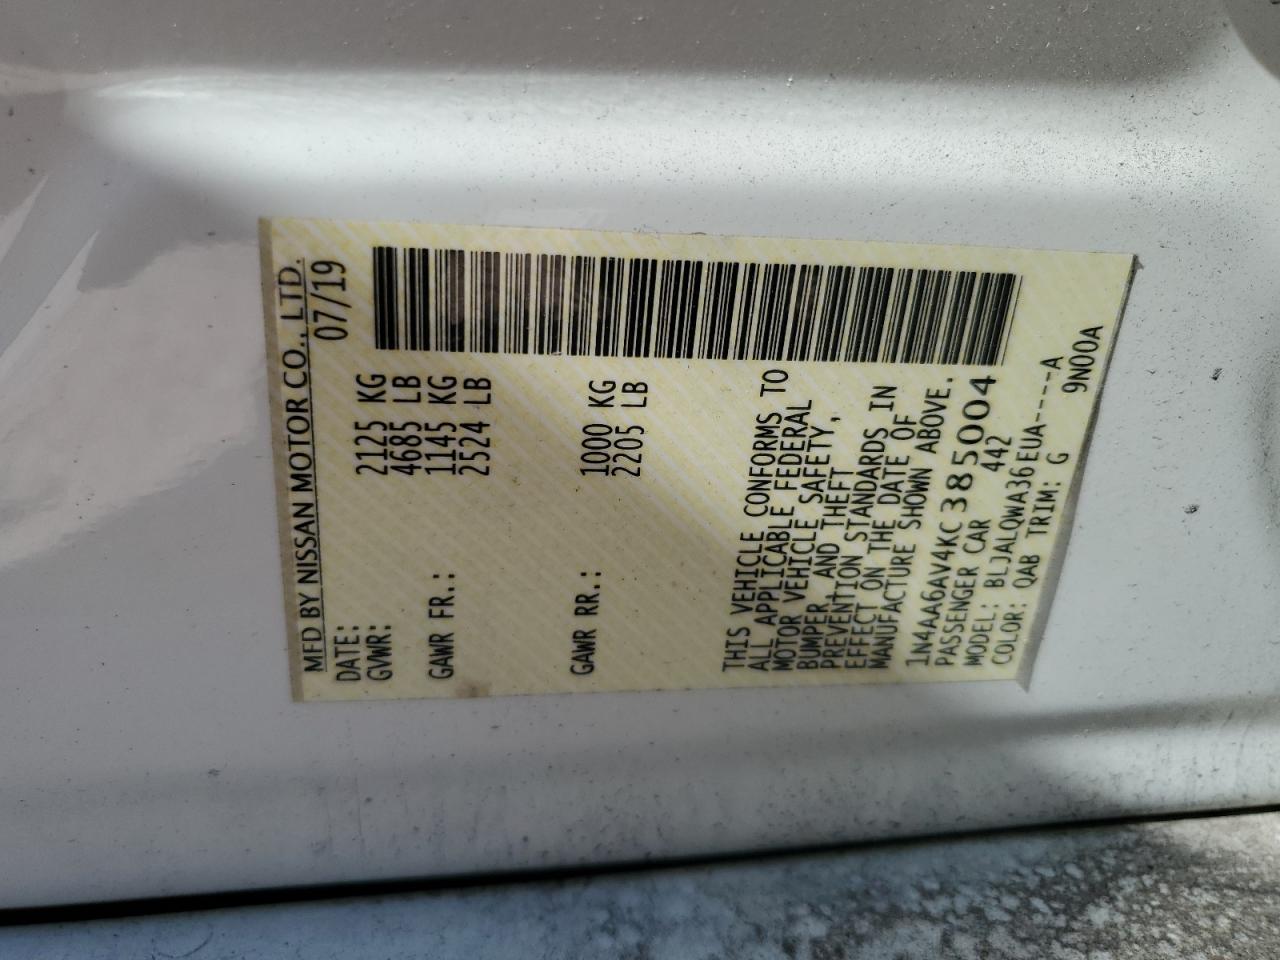 MFD BY NISSAN MOTOR CO., LTD.
DATE: 07/19
GVWR: 2125 KG
4685 LB
GAWR FR.: 1145 KG
2524 LB
GAWR RR.: 1000 KG
2205 LB
THIS VEHICLE CONFORMS TO
ALL APPLICABLE FEDERAL
MOTOR VEHICLE SAFETY,
BUMPER, AND THEFT
PREVENTION STANDARDS IN
EFFECT ON THE DATE OF
MANUFACTURE SHOWN ABOVE.
1N4AA6AV4KC385004
PASSENGER CAR 442
MODEL: BLJALQWA36EUA----A
COLOR: QAB TRIM: G 9N00A